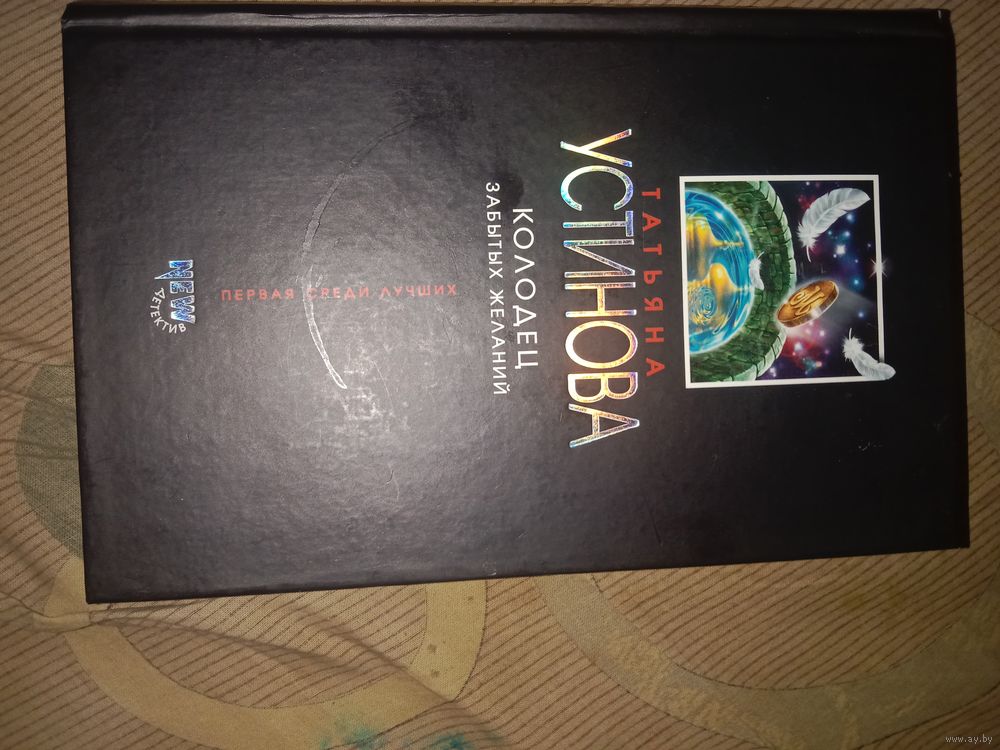 ТАТЬЯНА
УСТИНОВА
КОЛОДЕЦ
ЗАБЫТЫХ ЖЕЛАНИЙ
ПЕРВАЯ СРЕДИ ЛУЧШИХ
NEW
ДЕТЕКТИВ
www.ay.by